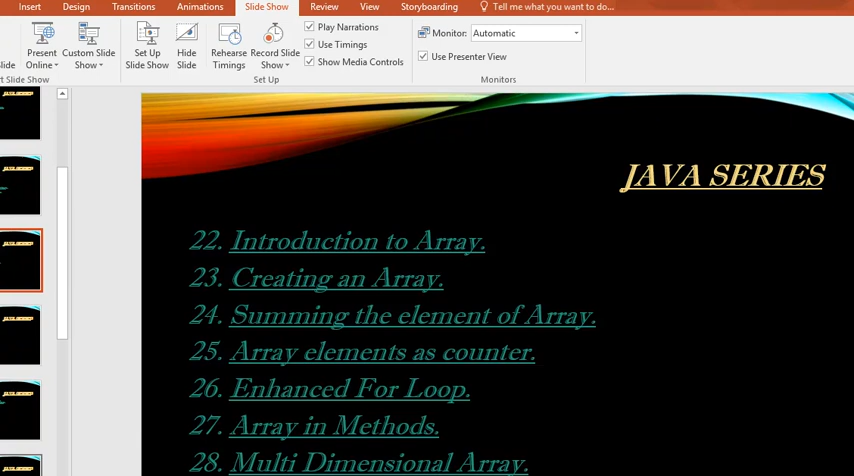 Insert Design Transitions Animations Slide Show Review View Storyboarding Tell me what you want to do...
Present Online
Custom Slide Show
Set Up Slide Show
Hide Slide
Rehearse Timings
Record Slide Show
Play Narrations
Use Timings
Show Media Controls
Monitor: Automatic
Use Presenter View
Set Up
Monitors
JAVA SERIES
22. Introduction to Array.
23. Creating an Array.
24. Summing the element of Array.
25. Array elements as counter.
26. Enhanced For Loop.
27. Array in Methods.
28. Multi Dimensional Array.